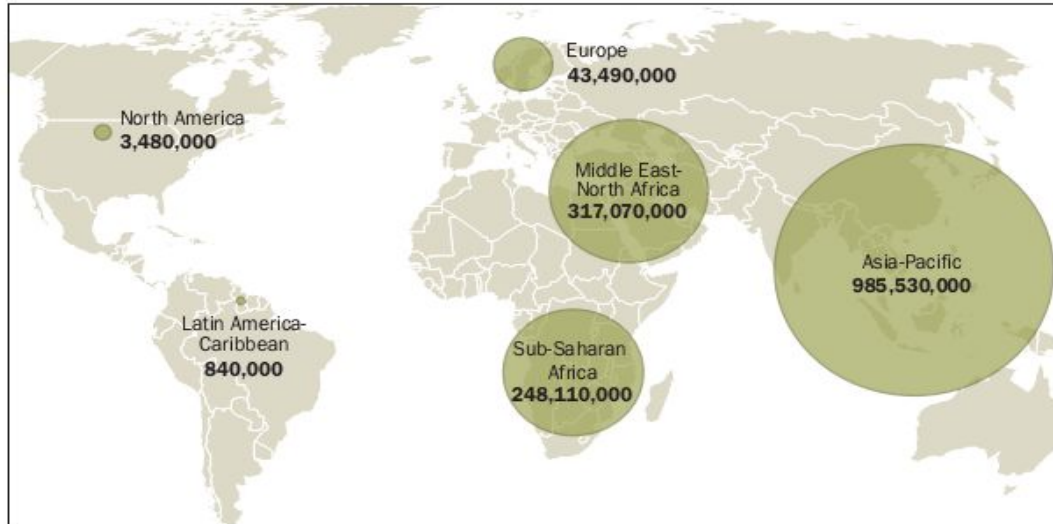 Europe
43,490,000
North America
3,480,000
Middle East-
North Africa
317,070,000
Asia-Pacific
985,530,000
Latin America-
Caribbean
840,000
Sub-Saharan
Africa
248,110,000